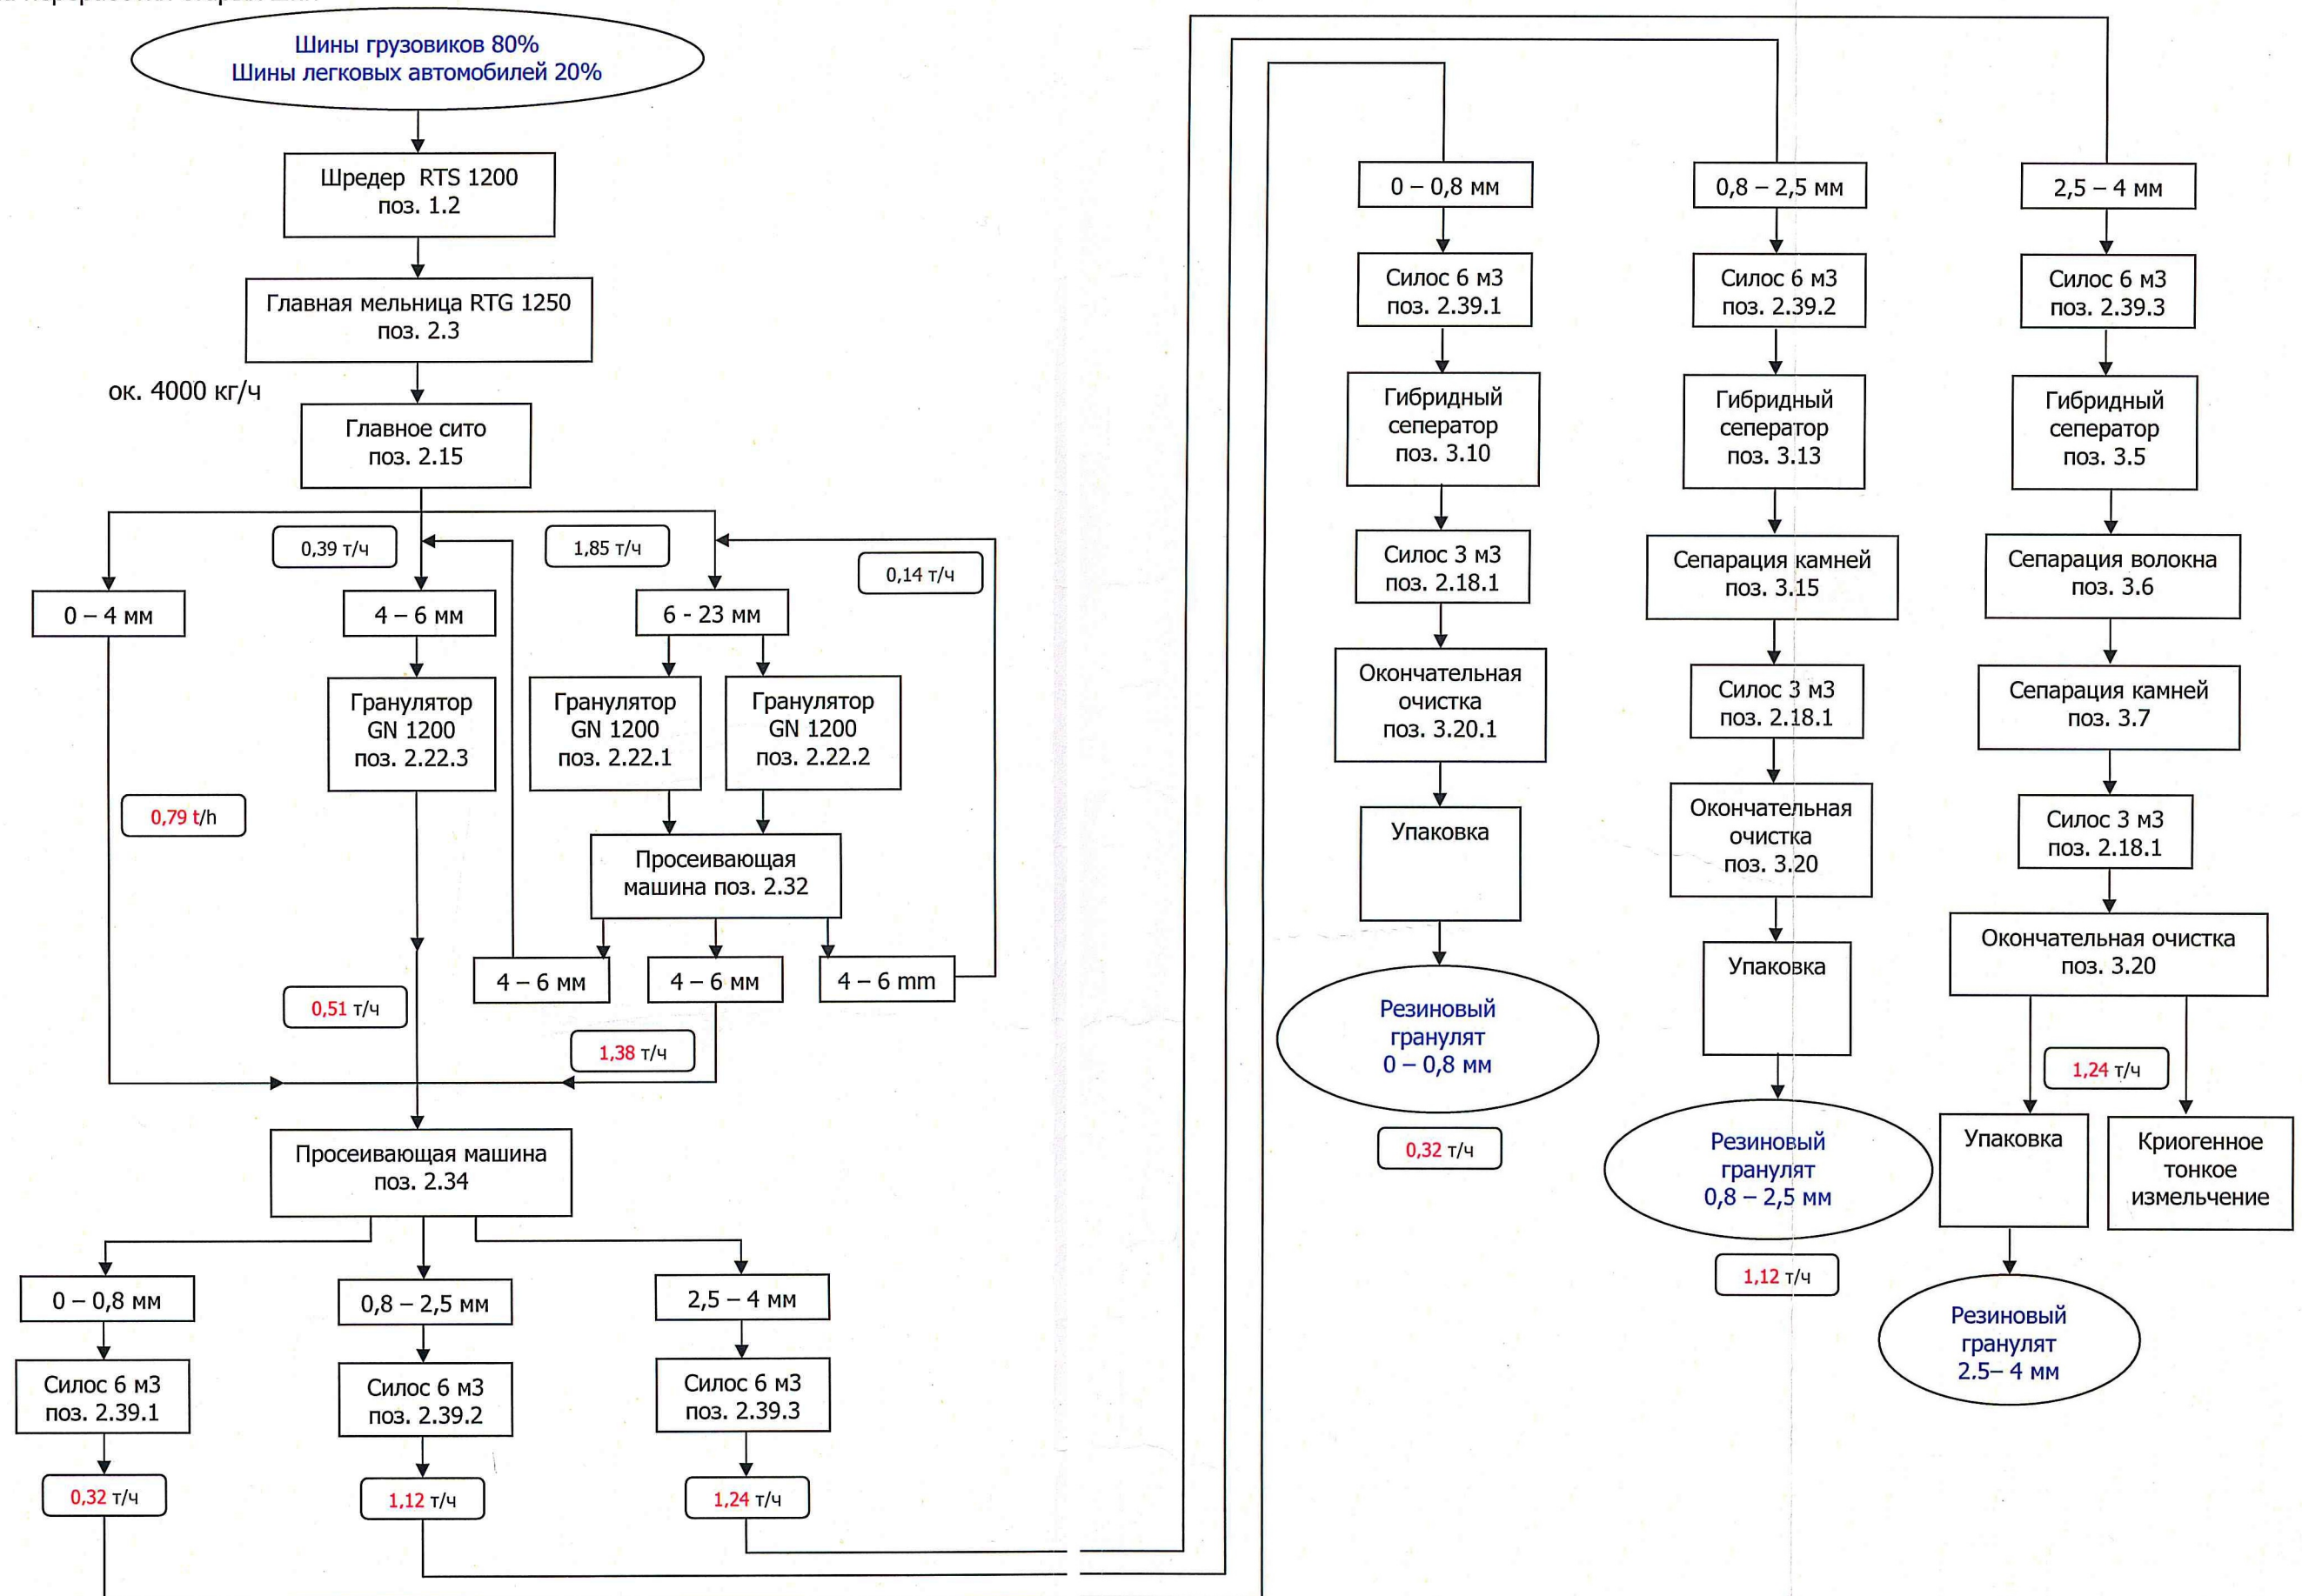 Шины грузовиков 80%
Шины легковых автомобилей 20%
Шредер RTS 1200
поз. 1.2
Главная мельница RTG 1250
поз. 2.3
ок. 4000 кг/ч
Главное сито
поз. 2.15
0,39 т/ч
1,85 т/ч
0,14 т/ч
0 – 4 мм
4 – 6 мм
6 - 23 мм
Гранулятор
GN 1200
поз. 2.22.3
Гранулятор
GN 1200
поз. 2.22.1
Гранулятор
GN 1200
поз. 2.22.2
0,79 t/h
Просеивающая
машина поз. 2.32
4 – 6 мм
4 – 6 мм
4 – 6 mm
0,51 т/ч
1,38 т/ч
Просеивающая машина
поз. 2.34
0 – 0,8 мм
0,8 – 2,5 мм
2,5 – 4 мм
Силос 6 м3
поз. 2.39.1
Силос 6 м3
поз. 2.39.2
Силос 6 м3
поз. 2.39.3
0,32 т/ч
1,12 т/ч
1,24 т/ч
0 – 0,8 мм
Силос 6 м3
поз. 2.39.1
Гибридный
сеператор
поз. 3.10
Силос 3 м3
поз. 2.18.1
Окончательная
очистка
поз. 3.20.1
Упаковка
Резиновый
гранулят
0 – 0,8 мм
0,32 т/ч
0,8 – 2,5 мм
Силос 6 м3
поз. 2.39.2
Гибридный
сеператор
поз. 3.13
Сепарация камней
поз. 3.15
Силос 3 м3
поз. 2.18.1
Окончательная
очистка
поз. 3.20
Упаковка
Резиновый
гранулят
0,8 – 2,5 мм
1,12 т/ч
2,5 – 4 мм
Силос 6 м3
поз. 2.39.3
Гибридный
сеператор
поз. 3.5
Сепарация волокна
поз. 3.6
Сепарация камней
поз. 3.7
Силос 3 м3
поз. 2.18.1
Окончательная очистка
поз. 3.20
1,24 т/ч
Упаковка
Криогенное
тонкое
измельчение
Резиновый
гранулят
2.5– 4 мм